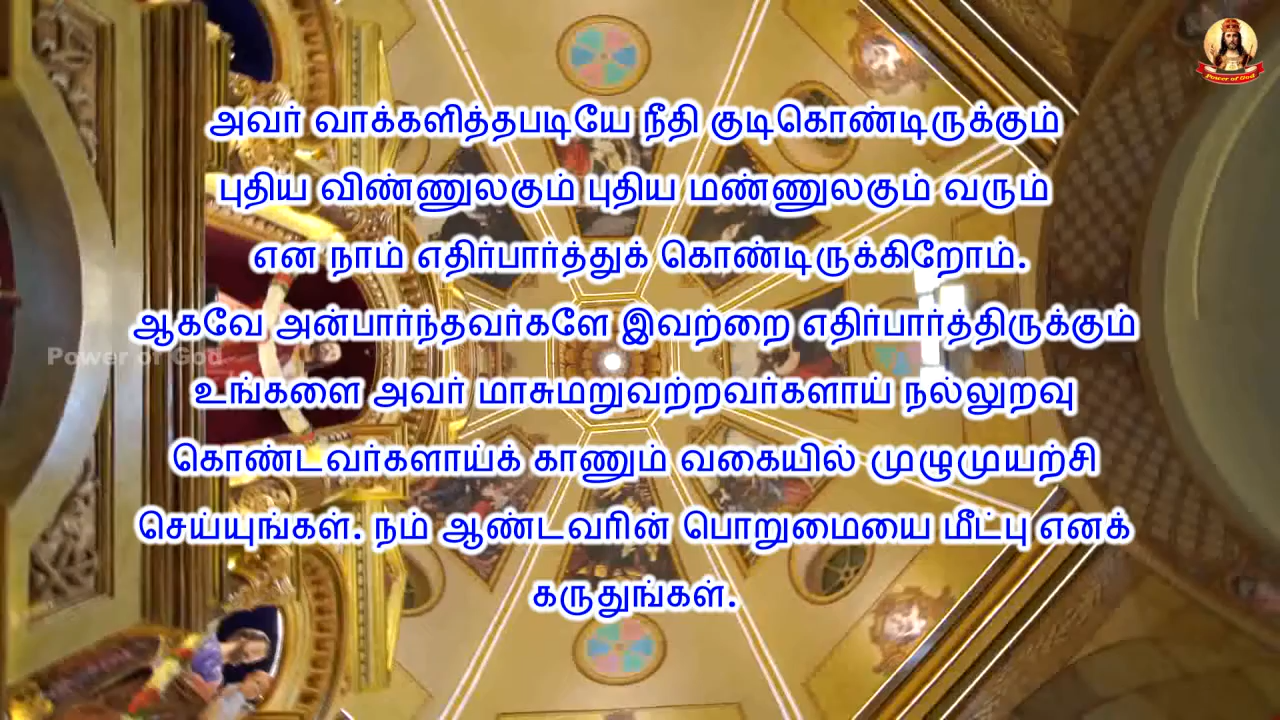 அவர் வாக்களித்தபடியே நீதி குடிகொண்டிருக்கும்
புதிய விண்ணுலகும் புதிய மண்ணுலகும் வரும்
என நாம் எதிர்பார்த்துக் கொண்டிருக்கிறோம்.
ஆகவே அன்பார்ந்தவர்களே இவற்றை எதிர்பார்த்திருக்கும்
உங்களை அவர் மாசுமறுவற்றவர்களாய் நல்லுறவு
கொண்டவர்களாய்க் காணும் வகையில் முழுமுயற்சி
செய்யுங்கள். நம் ஆண்டவரின் பொறுமையை மீட்பு எனக்
கருதுங்கள்.
Power of God
Power of God